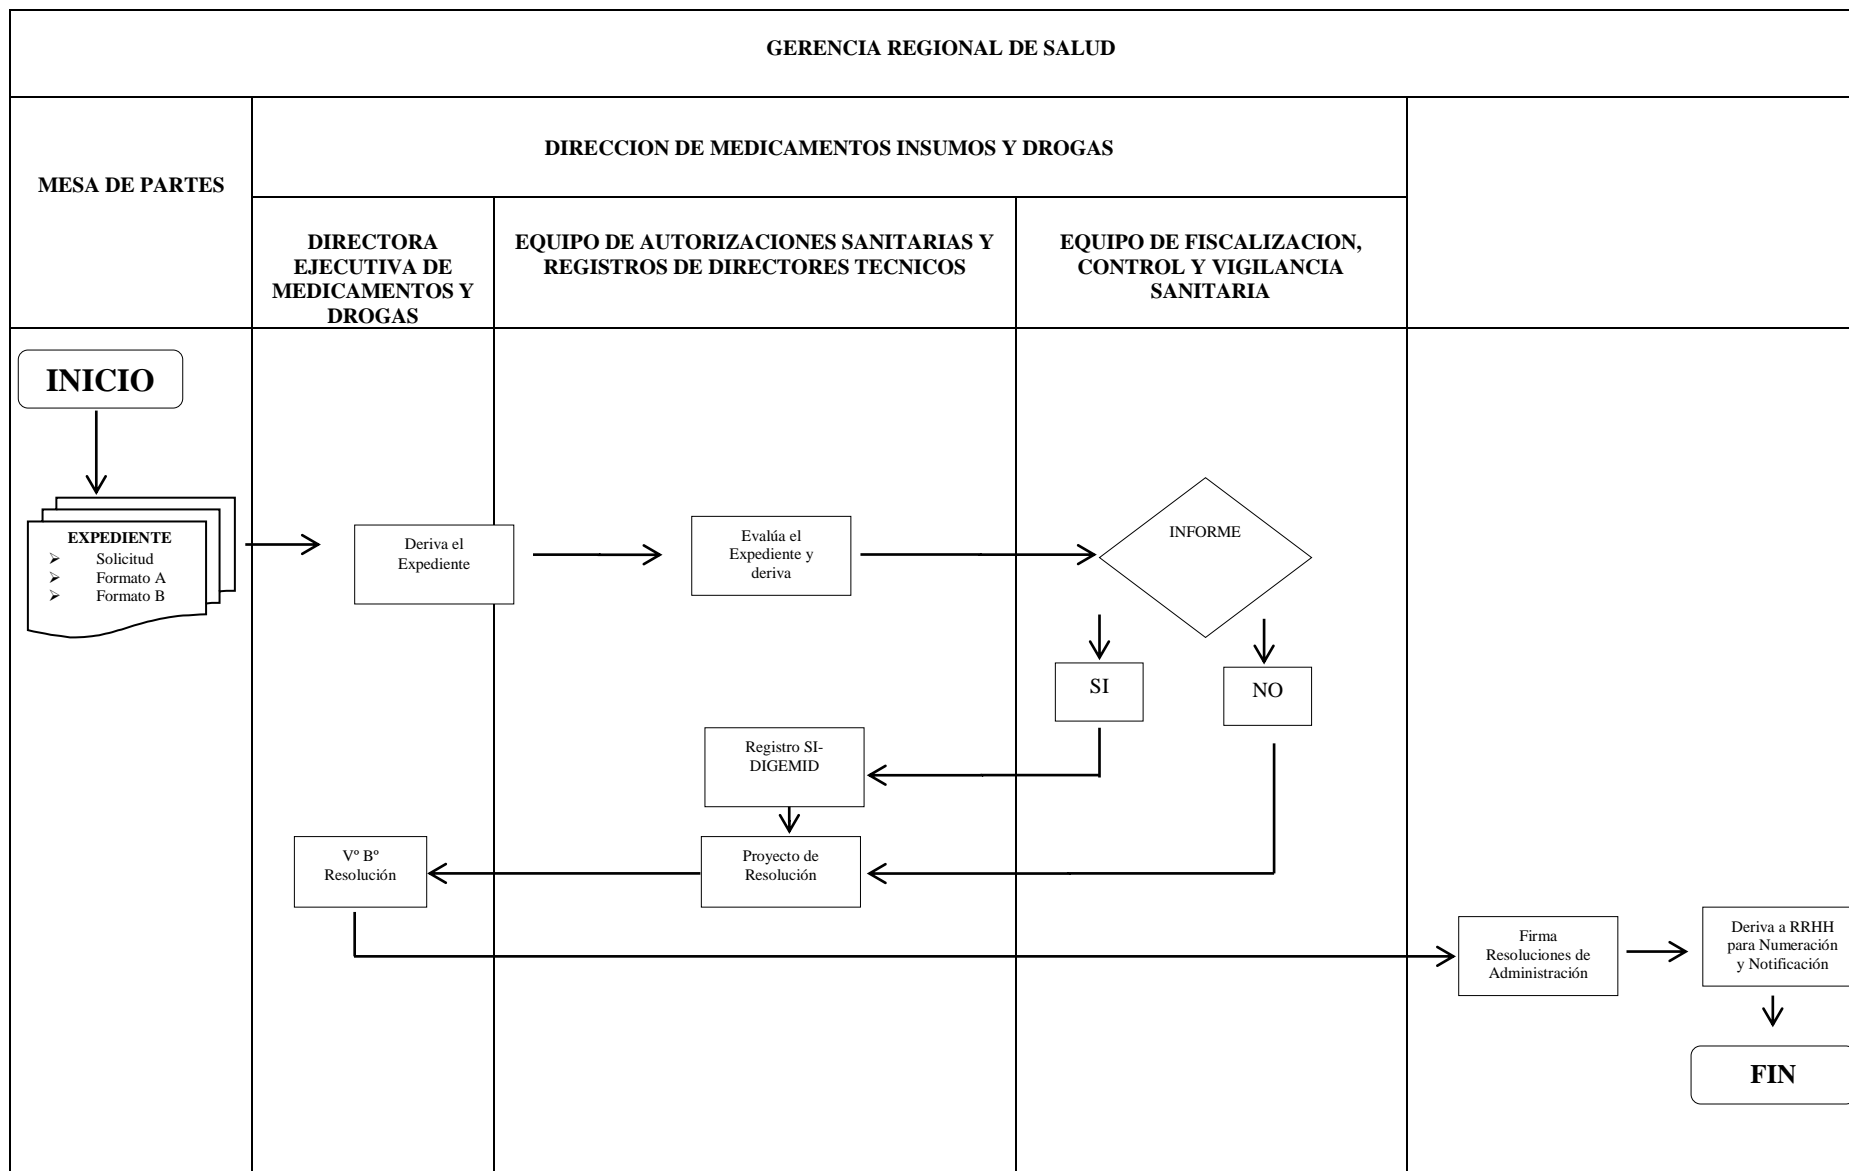 GERENCIA REGIONAL DE SALUD
MESA DE PARTES
DIRECCION DE MEDICAMENTOS INSUMOS Y DROGAS
DIRECTORA
EJECUTIVA DE
MEDICAMENTOS Y
DROGAS
EQUIPO DE AUTORIZACIONES SANITARIAS Y
REGISTROS DE DIRECTORES TECNICOS
EQUIPO DE FISCALIZACION,
CONTROL Y VIGILANCIA
SANITARIA
INICIO
EXPEDIENTE
➢ Solicitud
➢ Formato A
➢ Formato B
Deriva el
Expediente
Evalúa el
Expediente y
deriva
INFORME
SI
NO
Registro SI-
DIGEMID
Proyecto de
Resolución
Vº Bº
Resolución
Firma
Resoluciones de
Administración
Deriva a RRHH
para Numeración
y Notificación
FIN